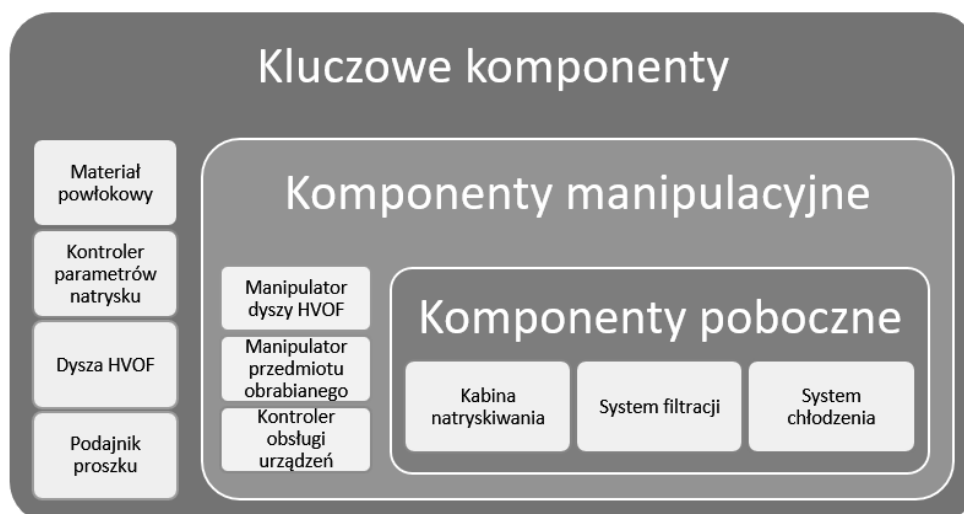 Kluczowe komponenty
Materiał
powłokowy
Kontroler
parametrów
natrysku
Dysza HVOF
Podajnik
proszku
Komponenty manipulacyjne
Manipulator
dyszy HVOF
Manipulator
przedmiotu
obrabianego
Kontroler
obsługi
urządzeń
Komponenty poboczne
Kabina
natryskiwania
System filtracji
System
chłodzenia